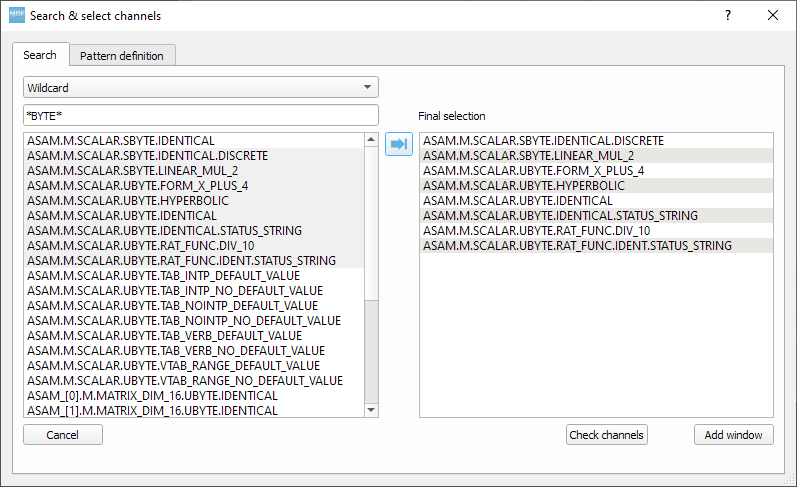 MDF
Search & select channels
?
Search
Pattern definition
Wildcard
*BYTE*
ASAM.M.SCALAR.SBYTE.IDENTICAL
ASAM.M.SCALAR.SBYTE.IDENTICAL.DISCRETE
ASAM.M.SCALAR.SBYTE.LINEAR_MUL_2
ASAM.M.SCALAR.UBYTE.FORM_X_PLUS_4
ASAM.M.SCALAR.UBYTE.HYPERBOLIC
ASAM.M.SCALAR.UBYTE.IDENTICAL
ASAM.M.SCALAR.UBYTE.IDENTICAL.STATUS_STRING
ASAM.M.SCALAR.UBYTE.RAT_FUNC.DIV_10
ASAM.M.SCALAR.UBYTE.RAT_FUNC.IDENT.STATUS_STRING
ASAM.M.SCALAR.UBYTE.TAB_INTP_DEFAULT_VALUE
ASAM.M.SCALAR.UBYTE.TAB_INTP_NO_DEFAULT_VALUE
ASAM.M.SCALAR.UBYTE.TAB_NOINTP_DEFAULT_VALUE
ASAM.M.SCALAR.UBYTE.TAB_NOINTP_NO_DEFAULT_VALUE
ASAM.M.SCALAR.UBYTE.TAB_VERB_DEFAULT_VALUE
ASAM.M.SCALAR.UBYTE.TAB_VERB_NO_DEFAULT_VALUE
ASAM.M.SCALAR.UBYTE.VTAB_RANGE_DEFAULT_VALUE
ASAM.M.SCALAR.UBYTE.VTAB_RANGE_NO_DEFAULT_VALUE
ASAM_[0].M.MATRIX_DIM_16.UBYTE.IDENTICAL
ASAM_[1].M.MATRIX_DIM_16.UBYTE.IDENTICAL
Final selection
ASAM.M.SCALAR.SBYTE.IDENTICAL.DISCRETE
ASAM.M.SCALAR.SBYTE.LINEAR_MUL_2
ASAM.M.SCALAR.UBYTE.FORM_X_PLUS_4
ASAM.M.SCALAR.UBYTE.HYPERBOLIC
ASAM.M.SCALAR.UBYTE.IDENTICAL
ASAM.M.SCALAR.UBYTE.IDENTICAL.STATUS_STRING
ASAM.M.SCALAR.UBYTE.RAT_FUNC.DIV_10
ASAM.M.SCALAR.UBYTE.RAT_FUNC.IDENT.STATUS_STRING
Cancel
Check channels
Add window